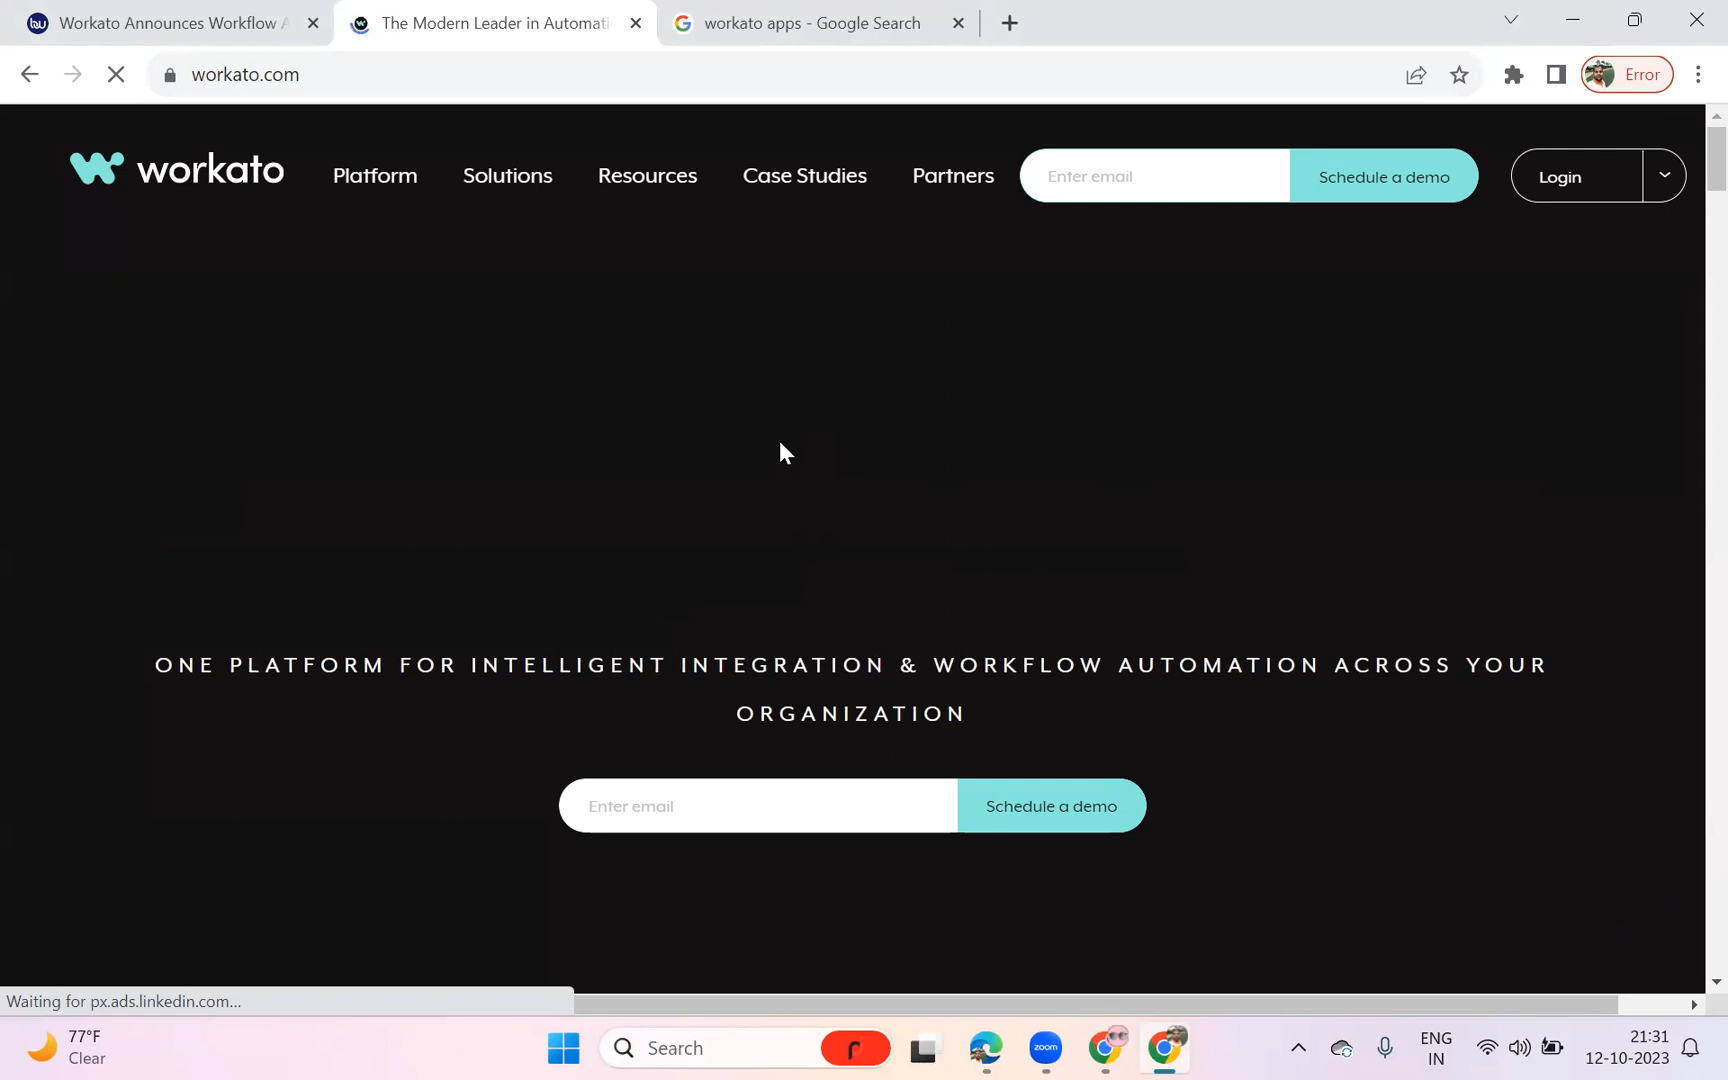 Workato Announces Workflow A
The Modern Leader in Automati
workato apps - Google Search
workato.com
Error
workato
Platform
Solutions
Resources
Case Studies
Partners
Enter email
Schedule a demo
Login
ONE PLATFORM FOR INTELLIGENT INTEGRATION & WORKFLOW AUTOMATION ACROSS YOUR
ORGANIZATION
Enter email
Schedule a demo
Waiting for px.ads.linkedin.com...
77°F
Clear
Search
zoom
ENG
IN
21:31
12-10-2023